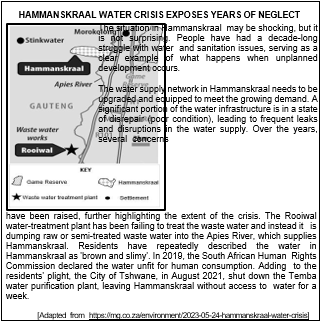 HAMMANSKRAAL WATER CRISIS EXPOSES YEARS OF NEGLECT
Stinkwater
Hammanskraal
Apies River
GAUTENG
Waste water
works
Rooiwal
KEY
Game Reserve
Hammanskraal
Waste water treatment plant
Settlement
The situation in Hammanskraal may be shocking, but it
is not surprising. People have had a decade-long
struggle with water and sanitation issues, serving as a
clear example of what happens when unplanned
development occurs.
The water supply network in Hammanskraal needs to be
upgraded and equipped to meet the growing demand. A
significant portion of the water infrastructure is in a state
of disrepair (poor condition), leading to frequent leaks
and disruptions in the water supply. Over the years,
several concerns
have been raised, further highlighting the extent of the crisis. The Rooiwal
water-treatment plant has been failing to treat the waste water and instead it is
dumping raw or semi-treated waste water into the Apies River, which supplies
Hammanskraal. Residents have repeatedly described the water in
Hammanskraal as 'brown and slimy'. In 2019, the South African Human Rights
Commission declared the water unfit for human consumption. Adding to the
residents' plight, the City of Tshwane, in August 2021, shut down the Temba
water purification plant, leaving Hammanskraal without access to water for a
week.
[Adapted from https://mg.co.za/environment/2023-05-24-hammanskraal-water-crisis]